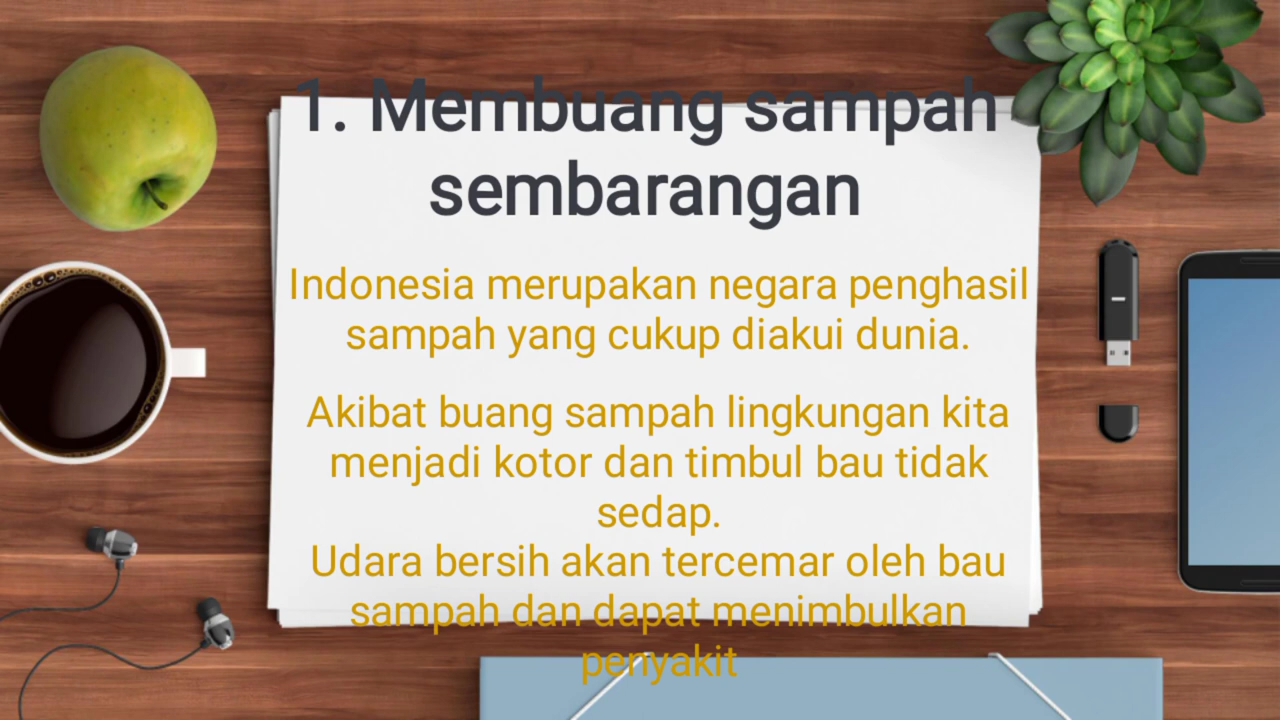 1. Membuang sampah
sembarangan
Indonesia merupakan negara penghasil
sampah yang cukup diakui dunia.
Akibat buang sampah lingkungan kita
menjadi kotor dan timbul bau tidak
sedap.
Udara bersih akan tercemar oleh bau
sampah dan dapat menimbulkan
penyakit